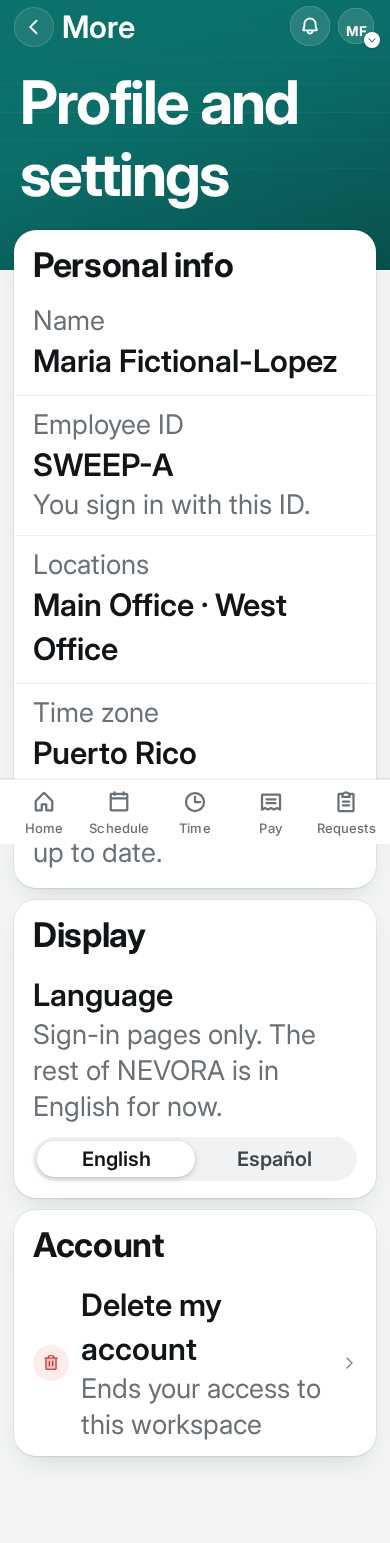 More
MF
Profile and
settings
Personal info
Name
Maria Fictional-Lopez
Employee ID
SWEEP-A
You sign in with this ID.
Locations
Main Office · West
Office
Time zone
Puerto Rico
Home Schedule Time Pay Requests
up to date.
Display
Language
Sign-in pages only. The
rest of NEVORA is in
English for now.
English Español
Account
Delete my
account
Ends your access to
this workspace